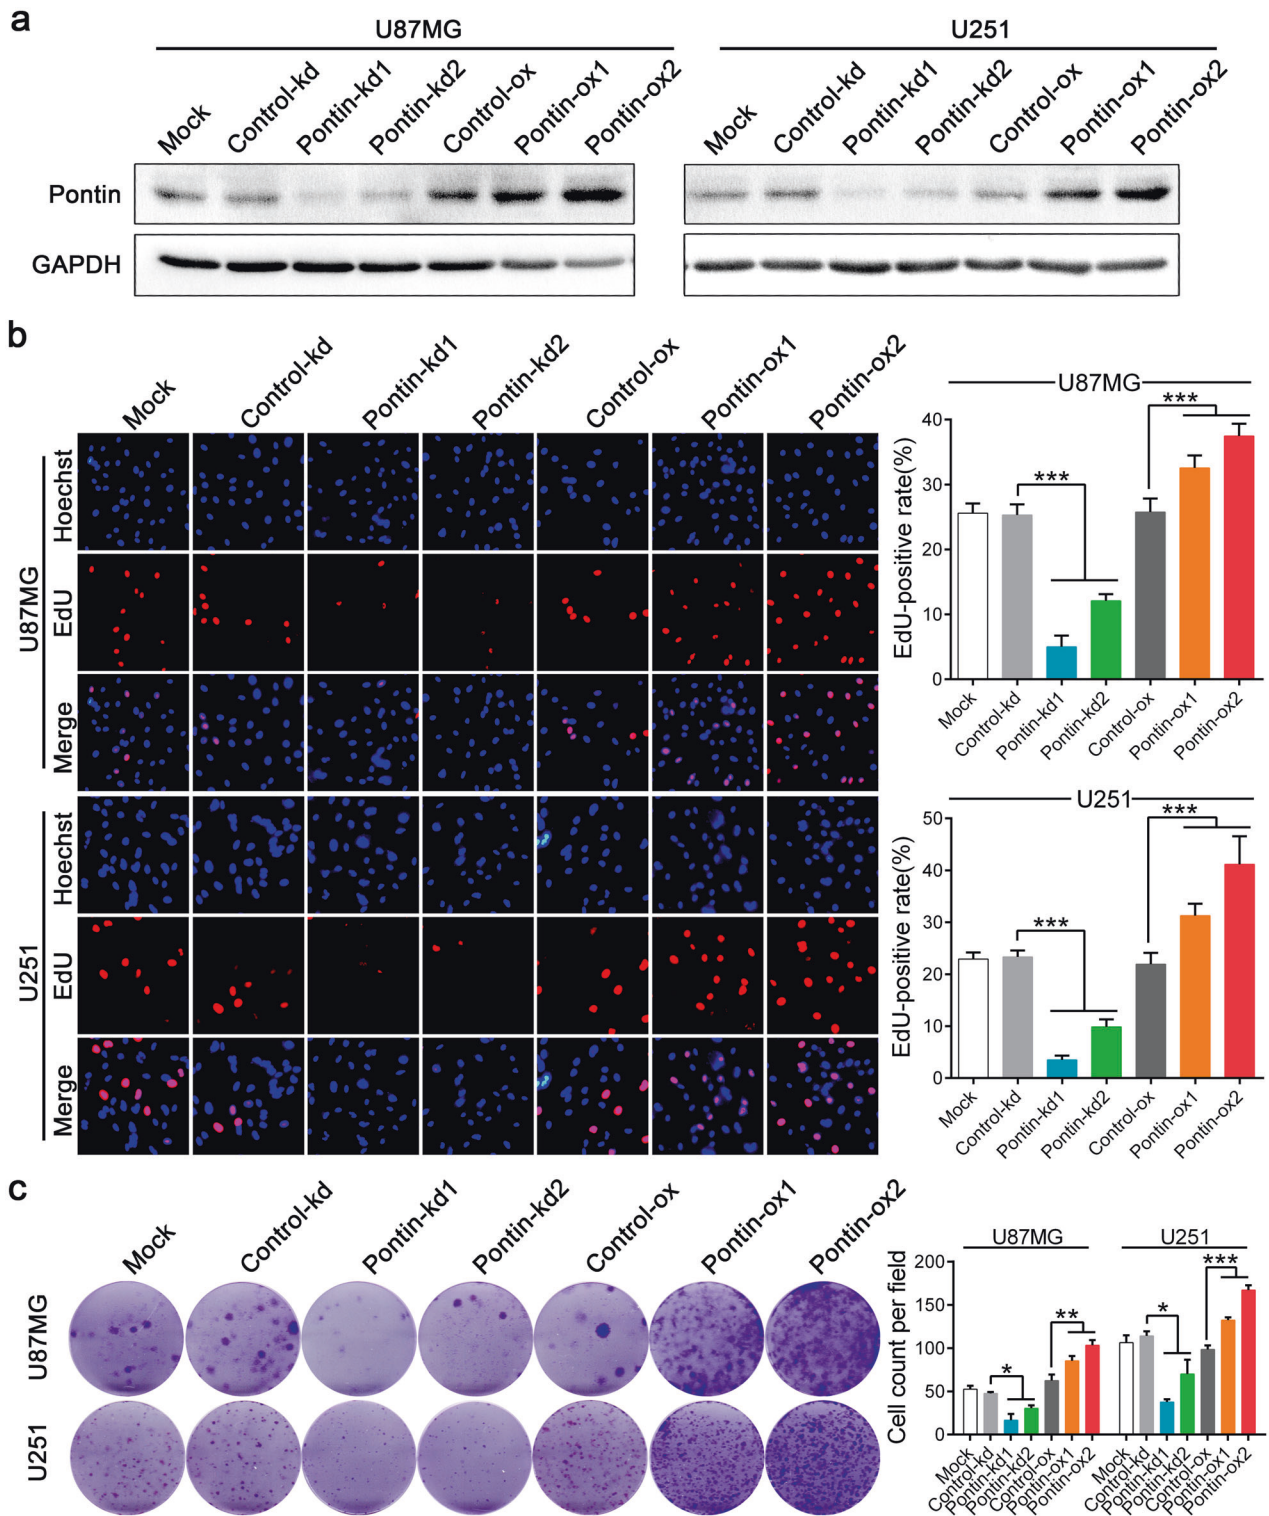 a
U87MG
U251
Mock
Control-kd
Pontin-kd1
Pontin-kd2
Control-ox
Pontin-ox1
Pontin-ox2
Mock
Control-kd
Pontin-kd1
Pontin-kd2
Control-ox
Pontin-ox1
Pontin-ox2
Pontin
GAPDH
b
Mock
Control-kd
Pontin-kd1
Pontin-kd2
Control-ox
Pontin-ox1
Pontin-ox2
U87MG
Hoechst
EdU
Merge
U251
Hoechst
EdU
Merge
U87MG
EdU-positive rate(%)
40
30
20
10
0
***
***
Mock
Control-kd
Pontin-kd1
Pontin-kd2
Control-ox
Pontin-ox1
Pontin-ox2
U251
EdU-positive rate(%)
50
40
30
20
10
0
***
***
Mock
Control-kd
Pontin-kd1
Pontin-kd2
Control-ox
Pontin-ox1
Pontin-ox2
c
Mock
Control-kd
Pontin-kd1
Pontin-kd2
Control-ox
Pontin-ox1
Pontin-ox2
U87MG
U251
U87MG
U251
Cell count per field
200
150
100
50
0
*
**
*
***
Mock
Control-kd
Pontin-kd1
Pontin-kd2
Control-ox
Pontin-ox1
Pontin-ox2
Mock
Control-kd
Pontin-kd1
Pontin-kd2
Control-ox
Pontin-ox1
Pontin-ox2